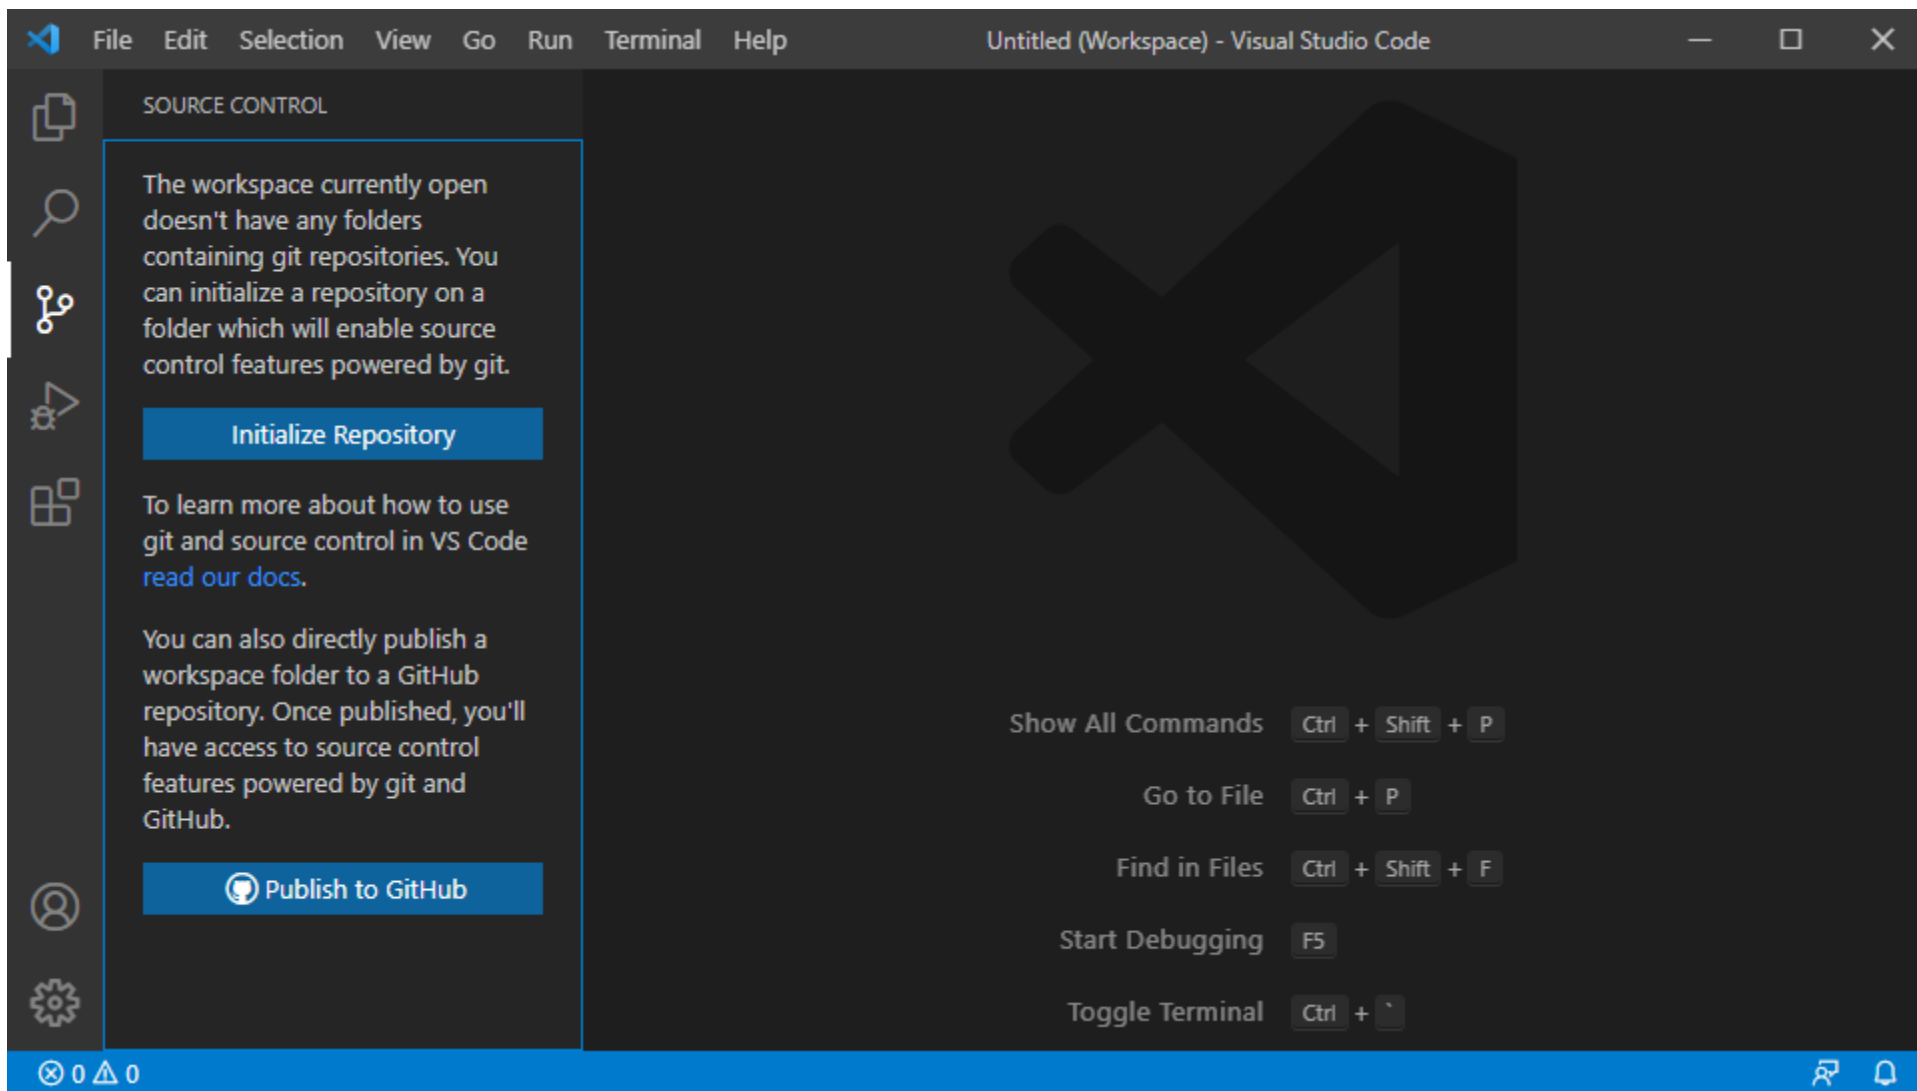 File Edit Selection View Go Run Terminal Help Untitled (Workspace) - Visual Studio Code
SOURCE CONTROL
The workspace currently open
doesn't have any folders
containing git repositories. You
can initialize a repository on a
folder which will enable source
control features powered by git.
Initialize Repository
To learn more about how to use
git and source control in VS Code
read our docs.
You can also directly publish a
workspace folder to a GitHub
repository. Once published, you'll
have access to source control
features powered by git and
GitHub.
Publish to GitHub
Show All Commands Ctrl + Shift + P
Go to File Ctrl + P
Find in Files Ctrl + Shift + F
Start Debugging F5
Toggle Terminal Ctrl + `
0 0